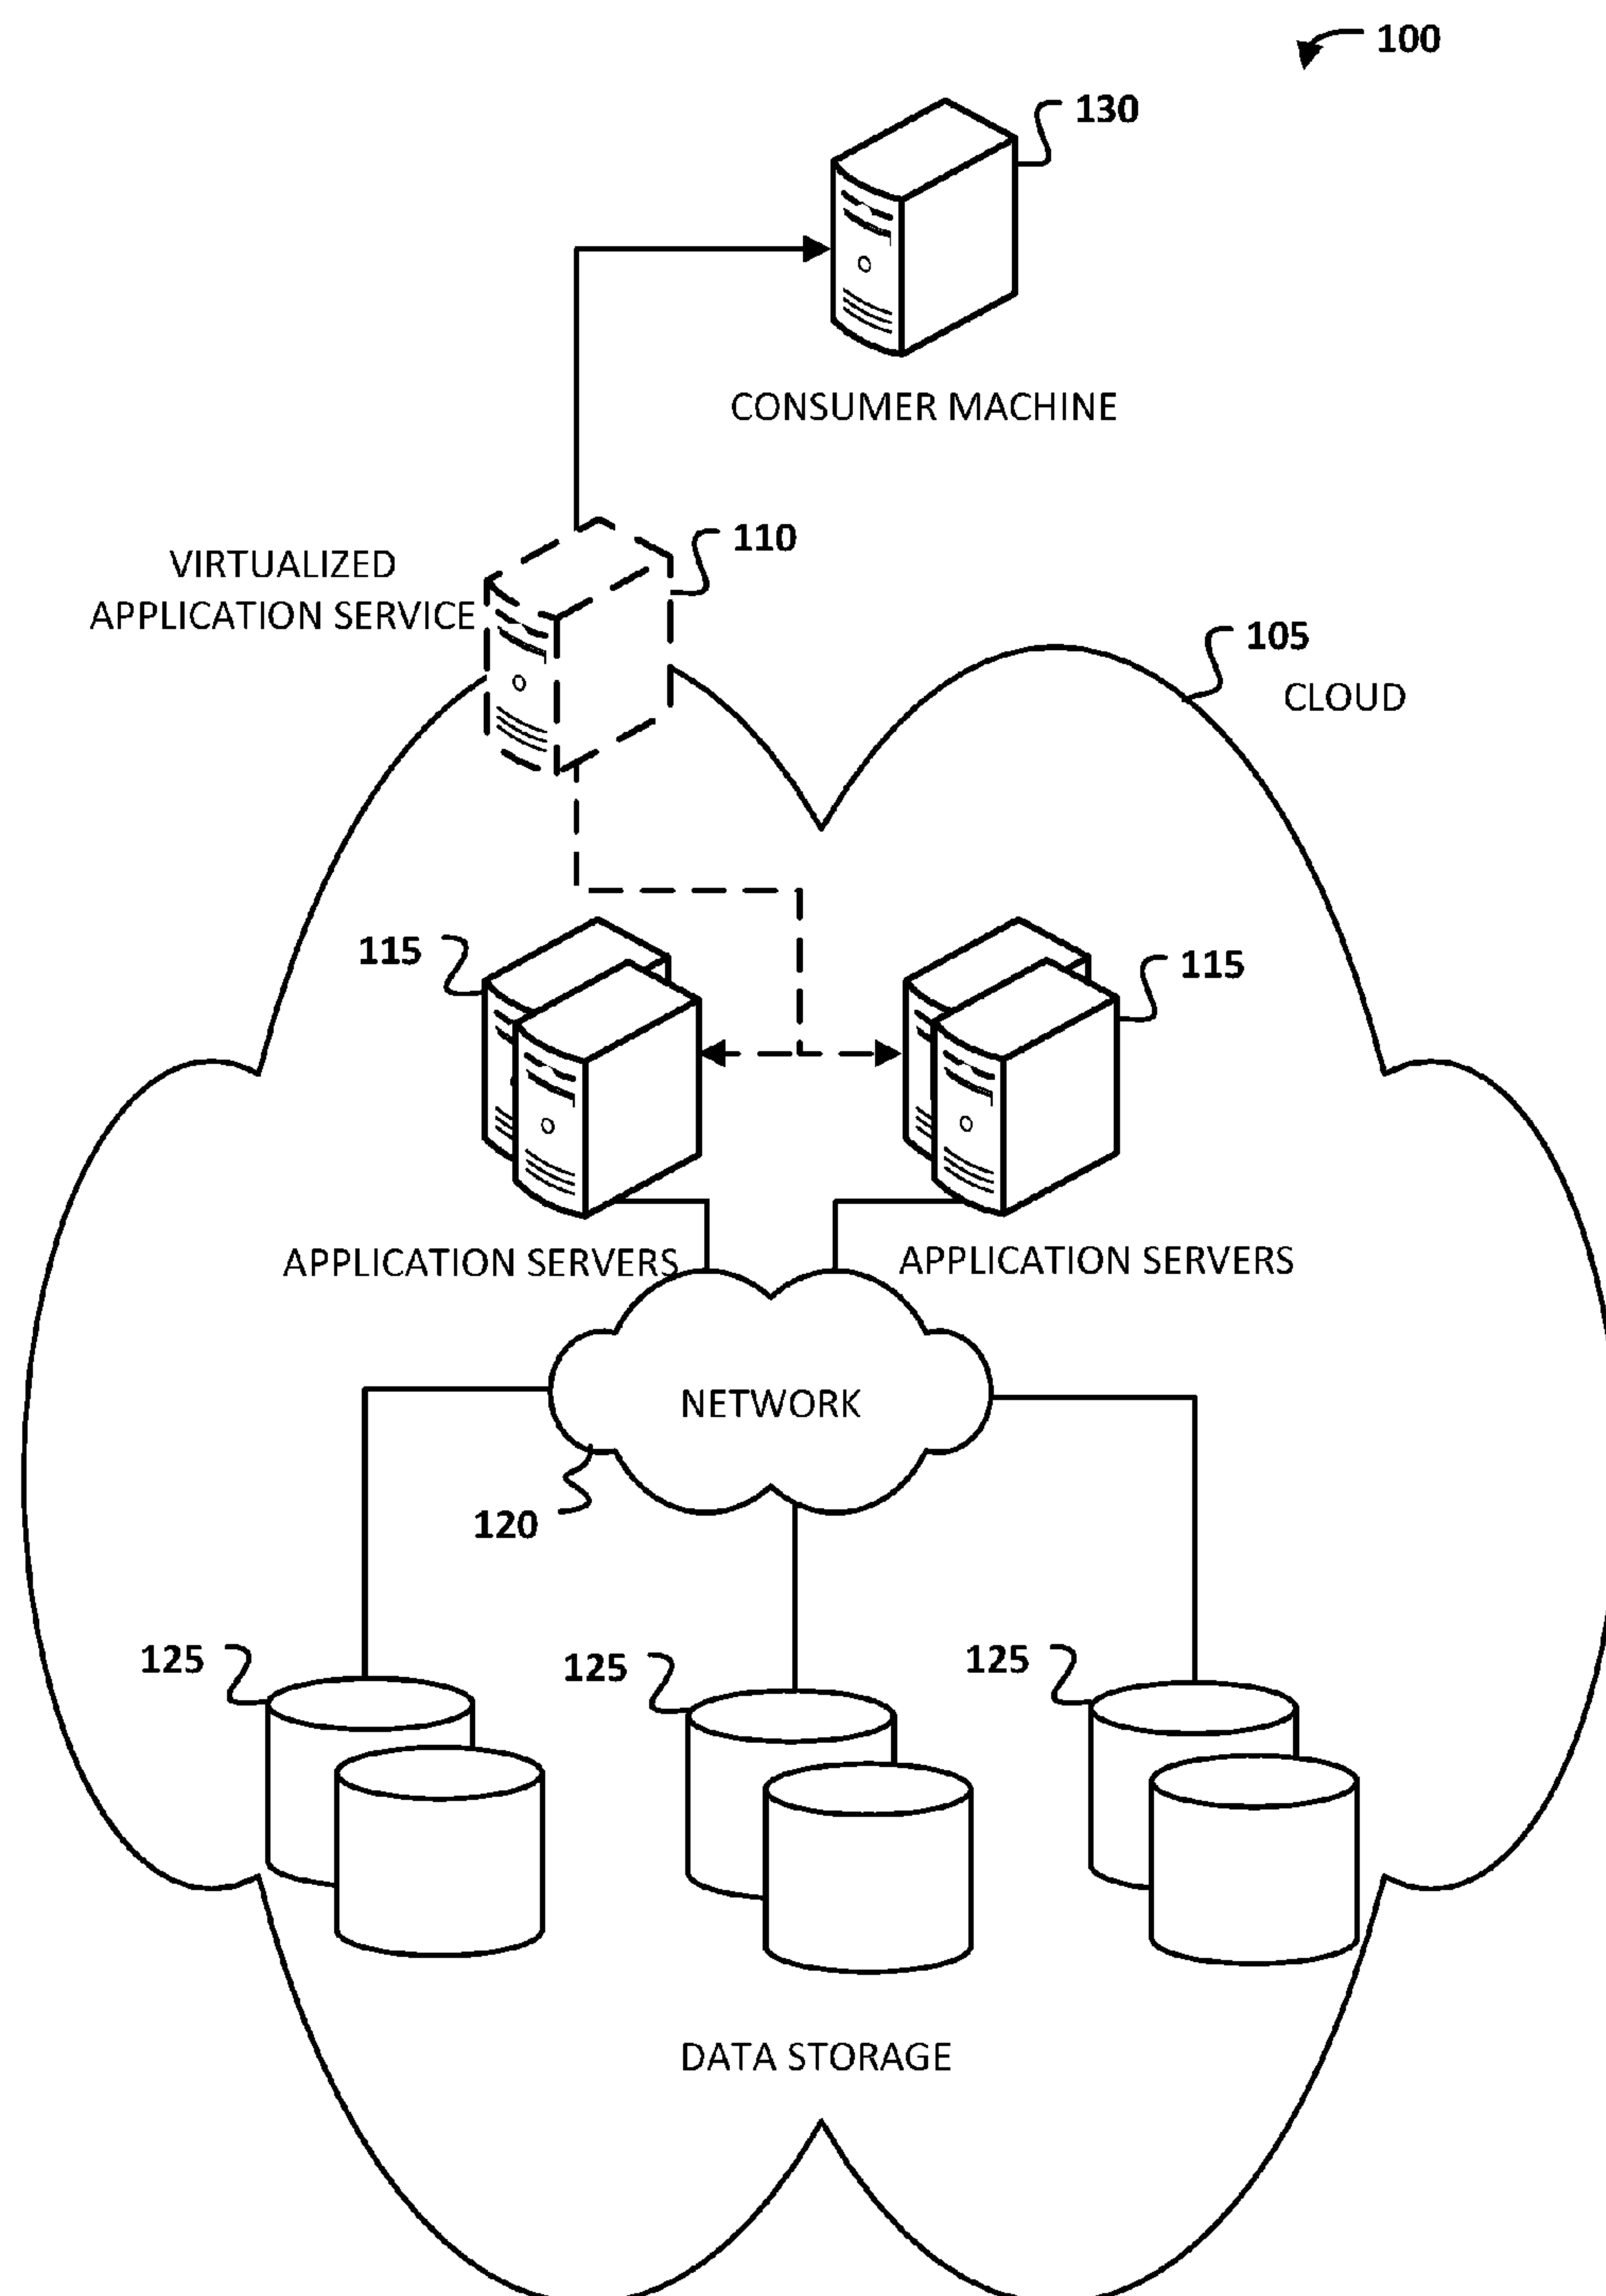 100
130
CONSUMER MACHINE
110
VIRTUALIZED
APPLICATION SERVICE
105
CLOUD
115
115
APPLICATION SERVERS
APPLICATION SERVERS
NETWORK
120
125
125
125
DATA STORAGE